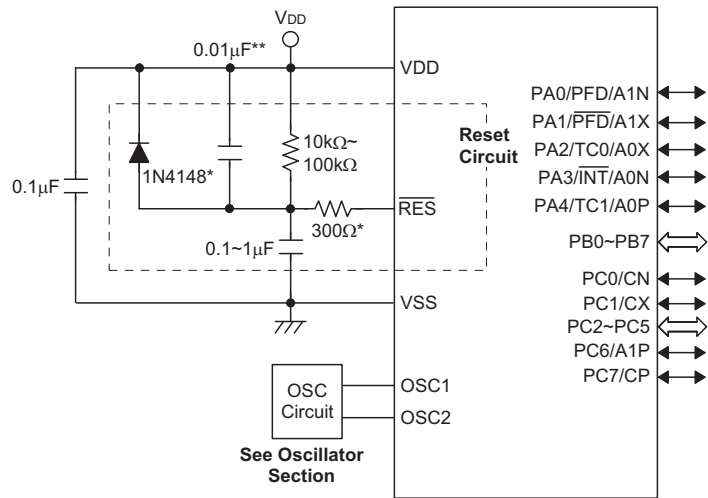 VDD
0.01μF**
VDD
Reset
Circuit
10kΩ~
100kΩ
1N4148*
0.1μF
RES
300Ω*
0.1~1μF
VSS
OSC
Circuit
OSC1
OSC2
See Oscillator
Section
PA0/PFD/A1N
PA1/PFD/A1X
PA2/TC0/A0X
PA3/INT/A0N
PA4/TC1/A0P
PB0~PB7
PC0/CN
PC1/CX
PC2~PC5
PC6/A1P
PC7/CP